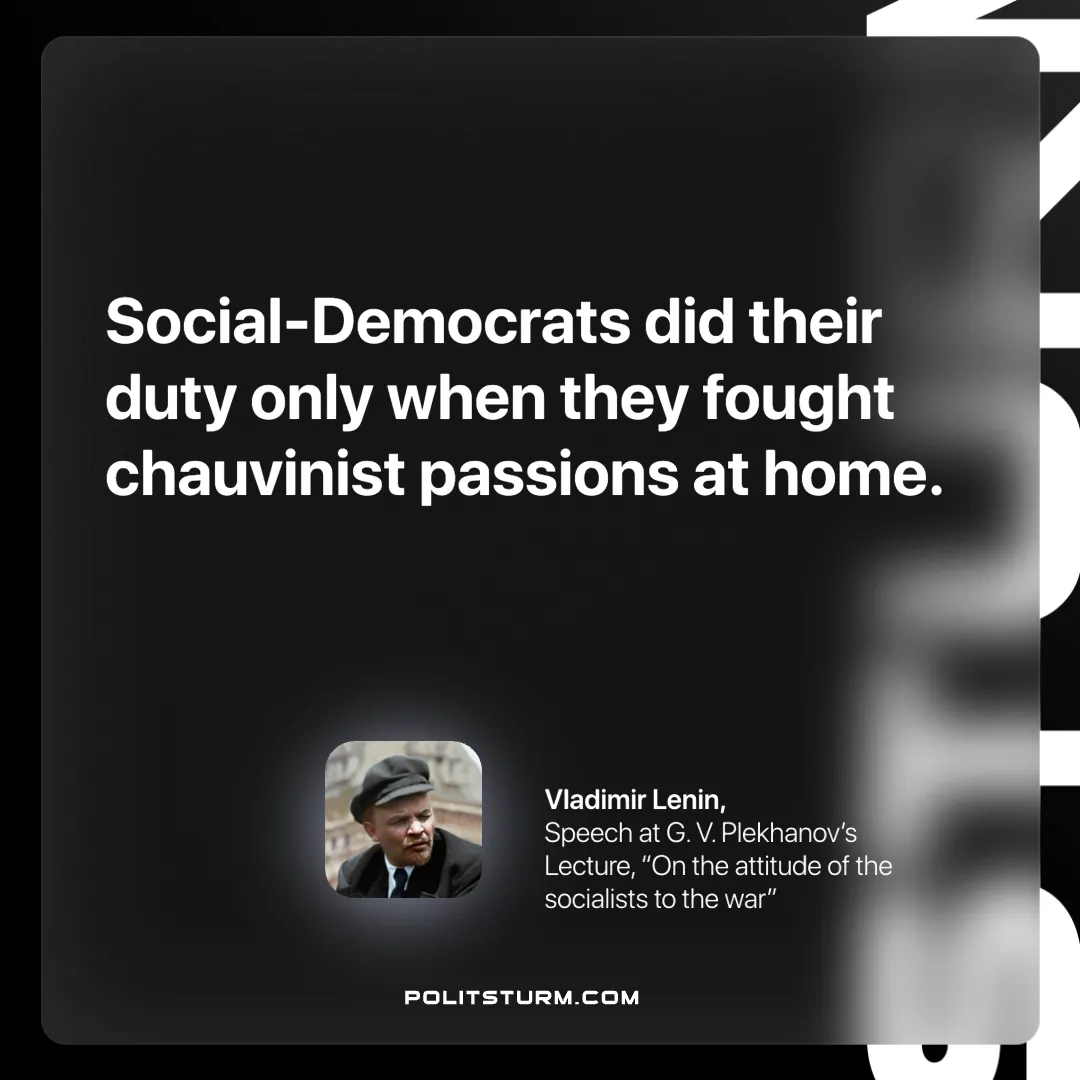 Social-Democrats did their
duty only when they fought
chauvinist passions at home.
Vladimir Lenin,
Speech at G. V. Plekhanov’s
Lecture, “On the attitude of the
socialists to the war”
POLITSTURM.COM